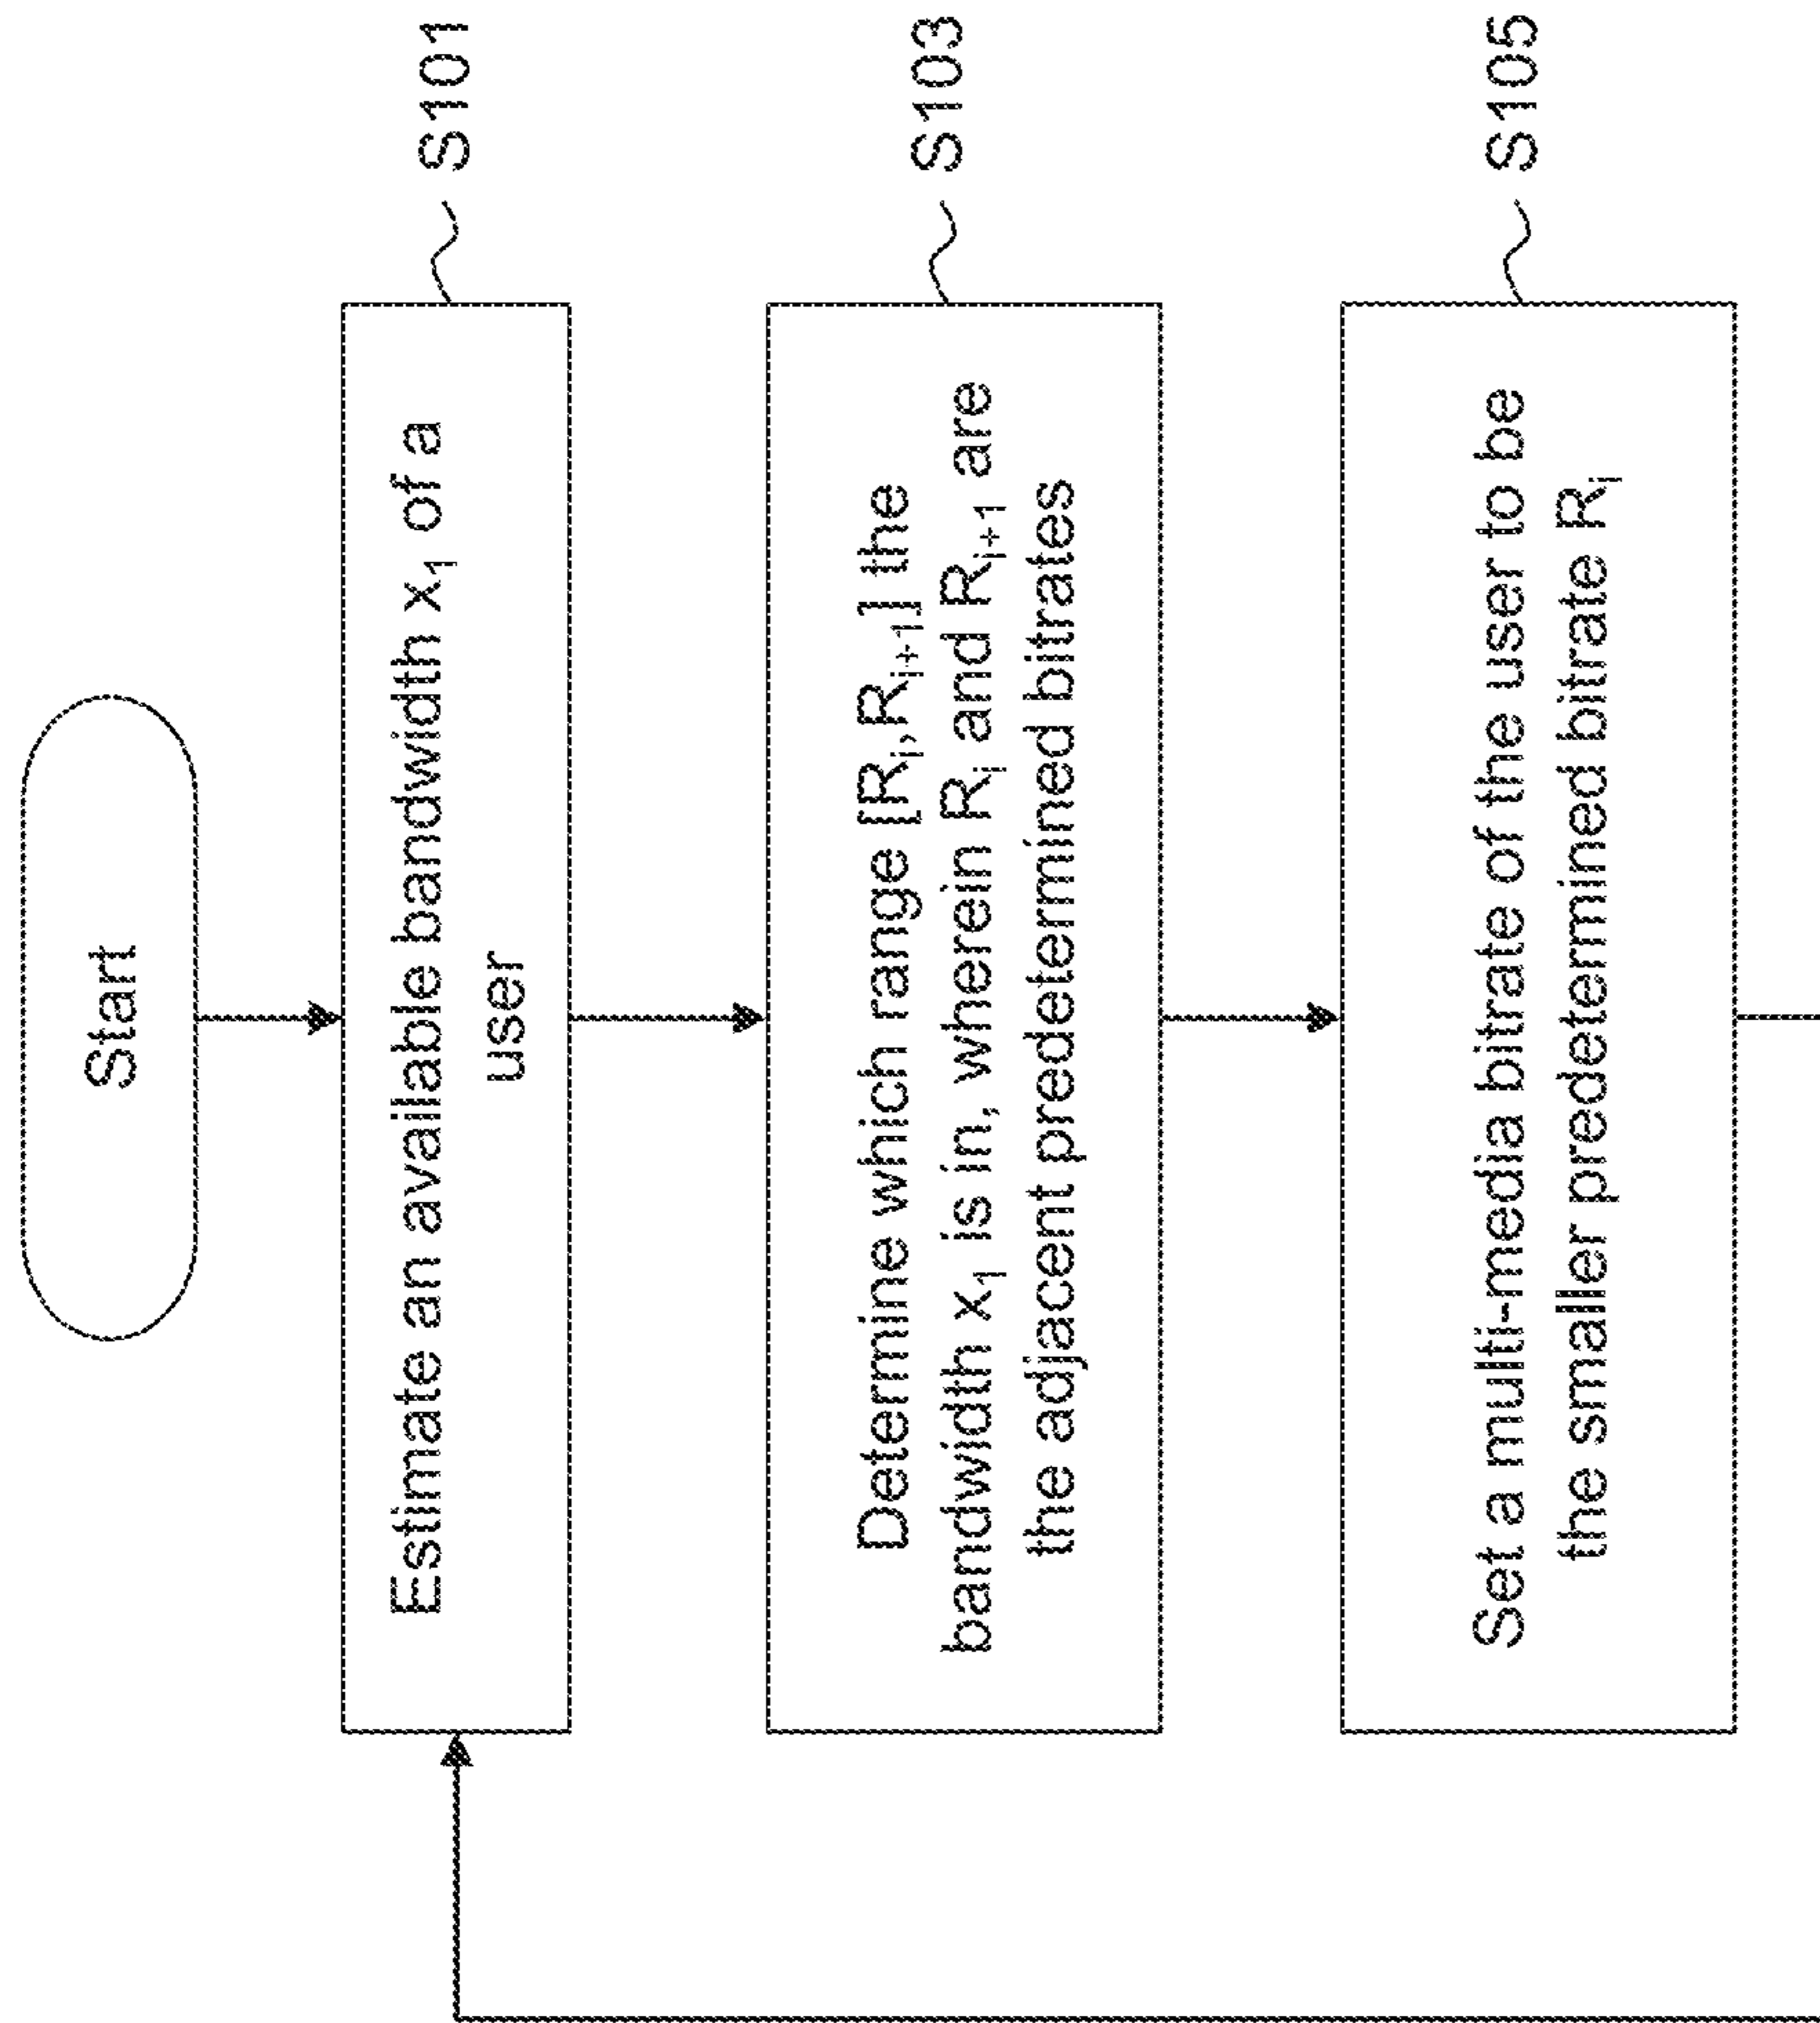 Start
Estimate an available bandwidth x₁ of a
user
S101
Determine which range [Rᵢ,Rᵢ₊₁] the
bandwidth x₁ is in, wherein Rᵢ and Rᵢ₊₁ are
the adjacent predetermined bitrates
S103
Set a multi-media bitrate of the user to be
the smaller predetermined bitrate Rᵢ
S105